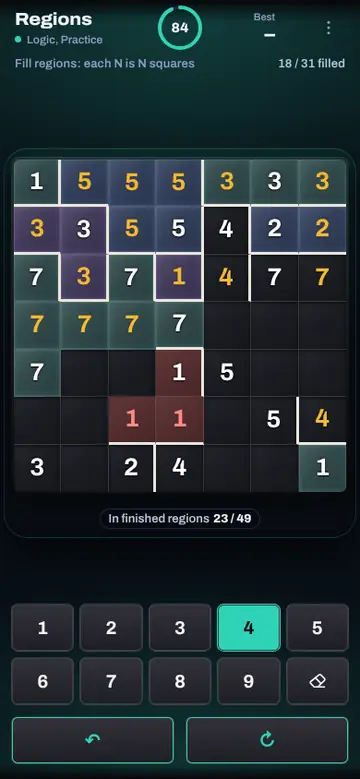 Regions
Logic, Practice
84
Best
–
Fill regions: each N is N squares
18 / 31 filled
1 5 5 5 3 3 3
3 3 5 5 4 2 2
7 3 7 1 4 7 7
7 7 7 7
7 1 5
1 1 5 4
3 2 4 1
In finished regions 23 / 49
1 2 3 4 5
6 7 8 9